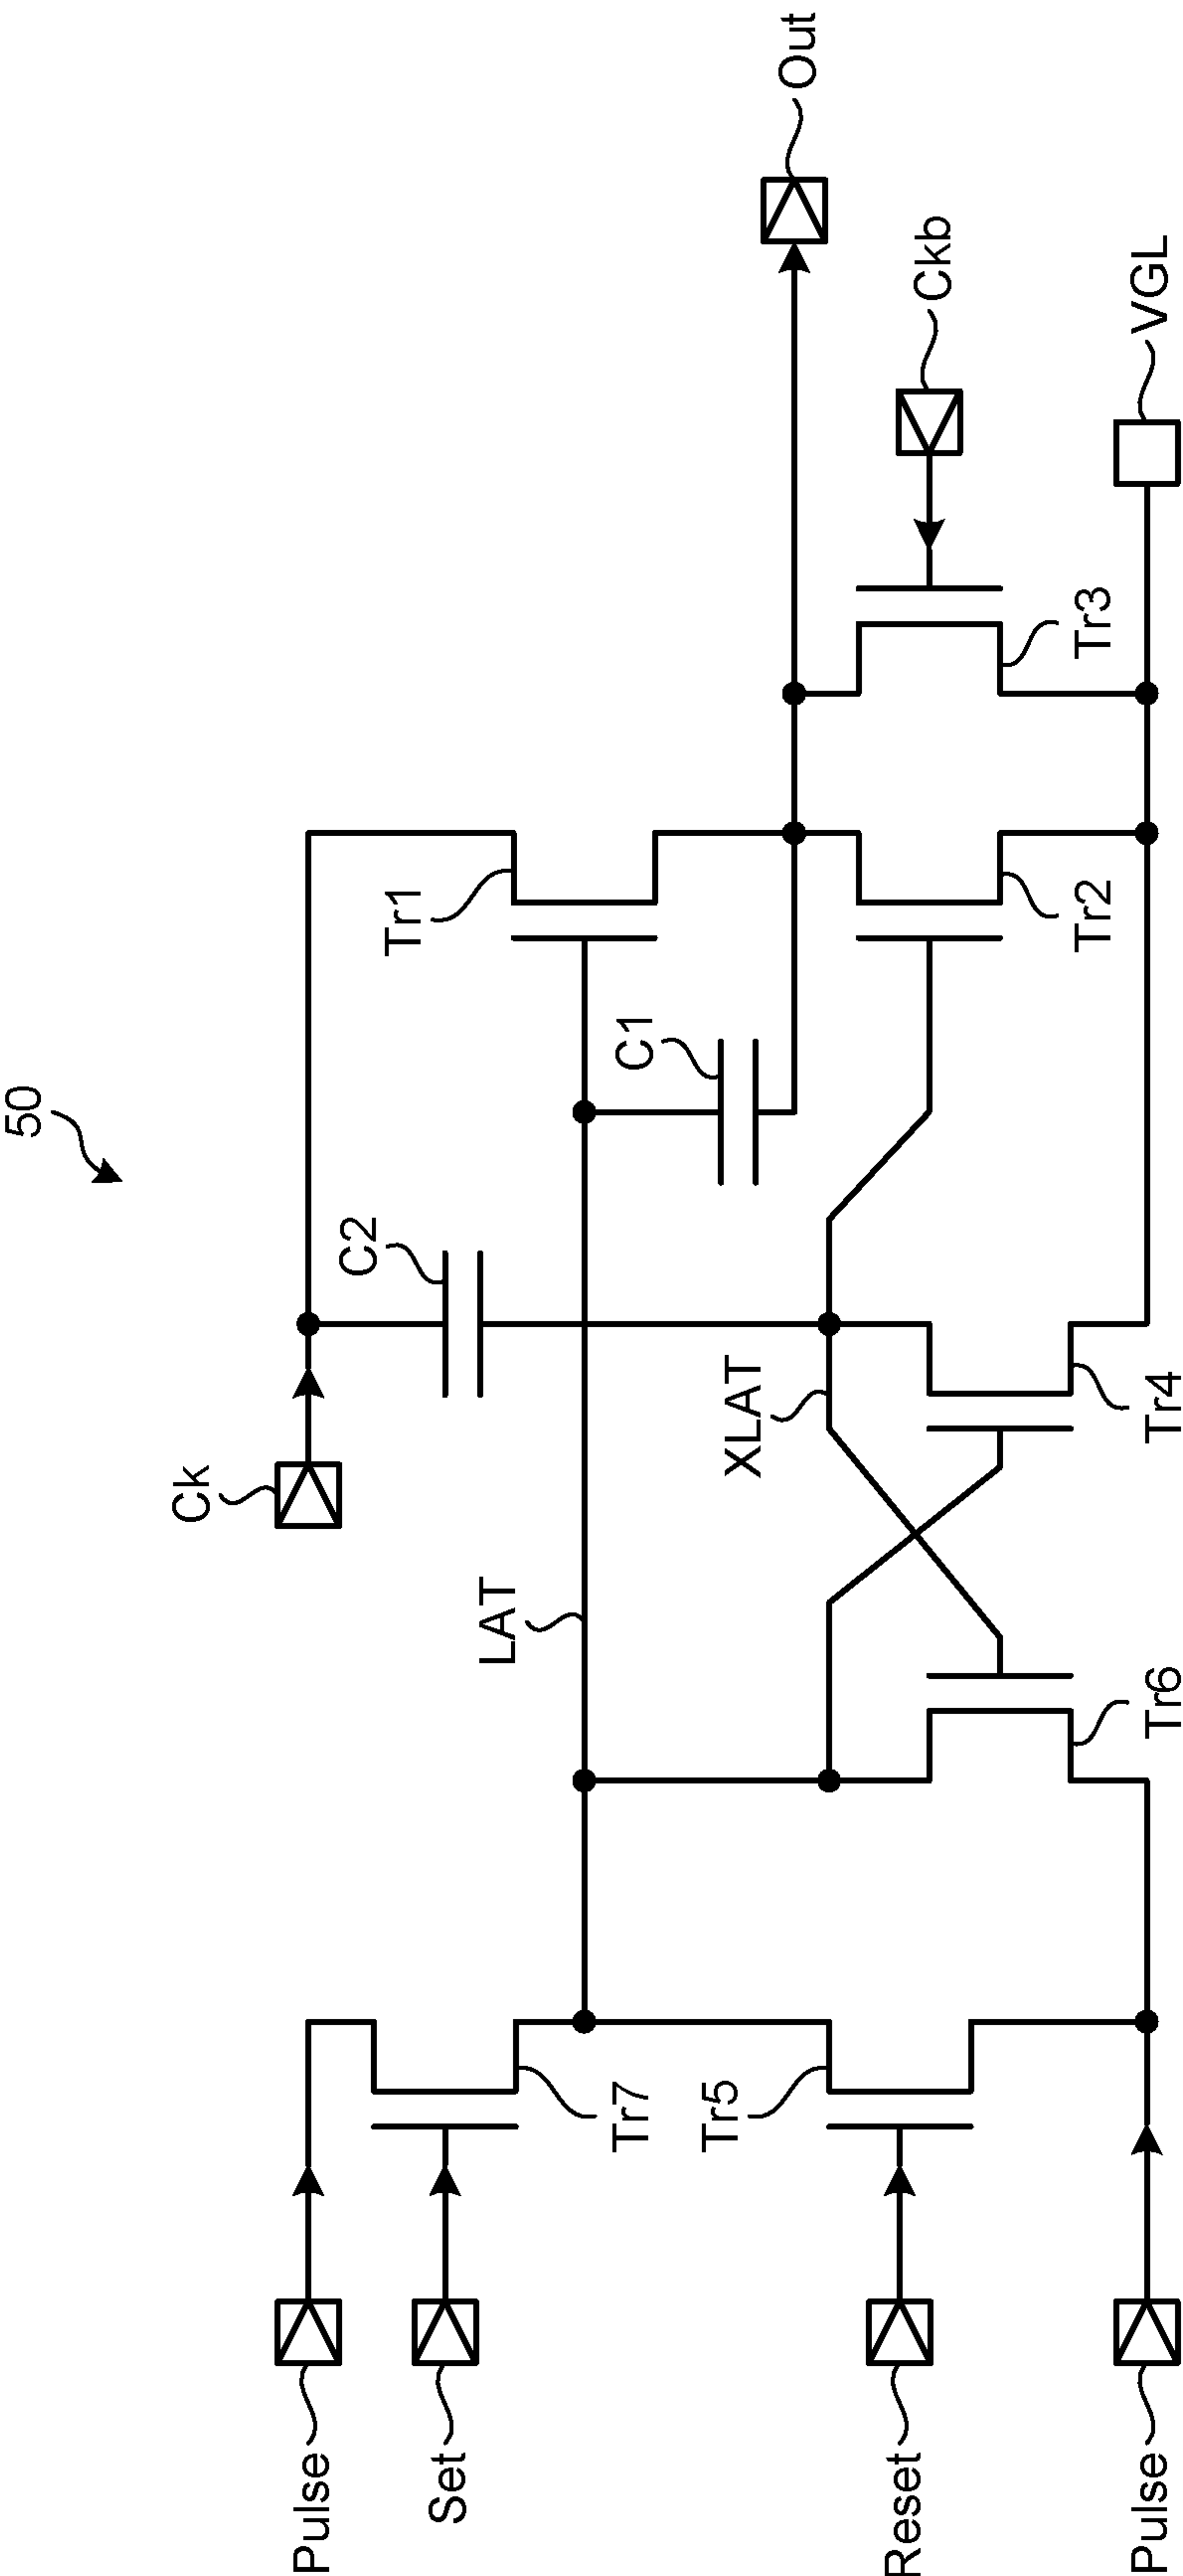 50
Ck
C2
Tr1
Out
C1
LAT
XLAT
Ckb
Pulse
Set
Tr7
Tr5
Reset
Pulse
Tr6
Tr4
Tr2
Tr3
VGL